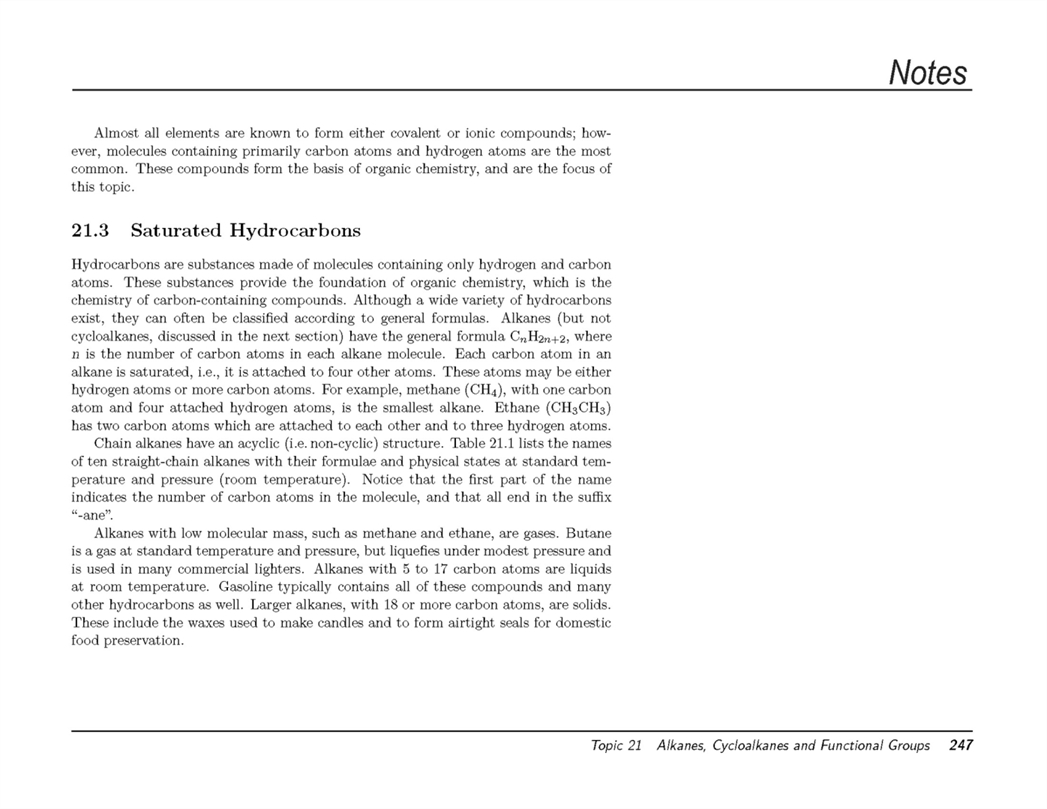 Notes
Almost all elements are known to form either covalent or ionic compounds; how-
ever, molecules containing primarily carbon atoms and hydrogen atoms are the most
common. These compounds form the basis of organic chemistry, and are the focus of
this topic.
21.3 Saturated Hydrocarbons
Hydrocarbons are substances made of molecules containing only hydrogen and carbon
atoms. These substances provide the foundation of organic chemistry, which is the
chemistry of carbon-containing compounds. Although a wide variety of hydrocarbons
exist, they can often be classified according to general formulas. Alkanes (but not
cycloalkanes, discussed in the next section) have the general formula CₙH₂ₙ₊₂, where
n is the number of carbon atoms in each alkane molecule. Each carbon atom in an
alkane is saturated, i.e., it is attached to four other atoms. These atoms may be either
hydrogen atoms or more carbon atoms. For example, methane (CH₄), with one carbon
atom and four attached hydrogen atoms, is the smallest alkane. Ethane (CH₃CH₃)
has two carbon atoms which are attached to each other and to three hydrogen atoms.
Chain alkanes have an acyclic (i.e. non-cyclic) structure. Table 21.1 lists the names
of ten straight-chain alkanes with their formulae and physical states at standard tem-
perature and pressure (room temperature). Notice that the first part of the name
indicates the number of carbon atoms in the molecule, and that all end in the suffix
“-ane”.
Alkanes with low molecular mass, such as methane and ethane, are gases. Butane
is a gas at standard temperature and pressure, but liquefies under modest pressure and
is used in many commercial lighters. Alkanes with 5 to 17 carbon atoms are liquids
at room temperature. Gasoline typically contains all of these compounds and many
other hydrocarbons as well. Larger alkanes, with 18 or more carbon atoms, are solids.
These include the waxes used to make candles and to form airtight seals for domestic
food preservation.
Topic 21 Alkanes, Cycloalkanes and Functional Groups 247